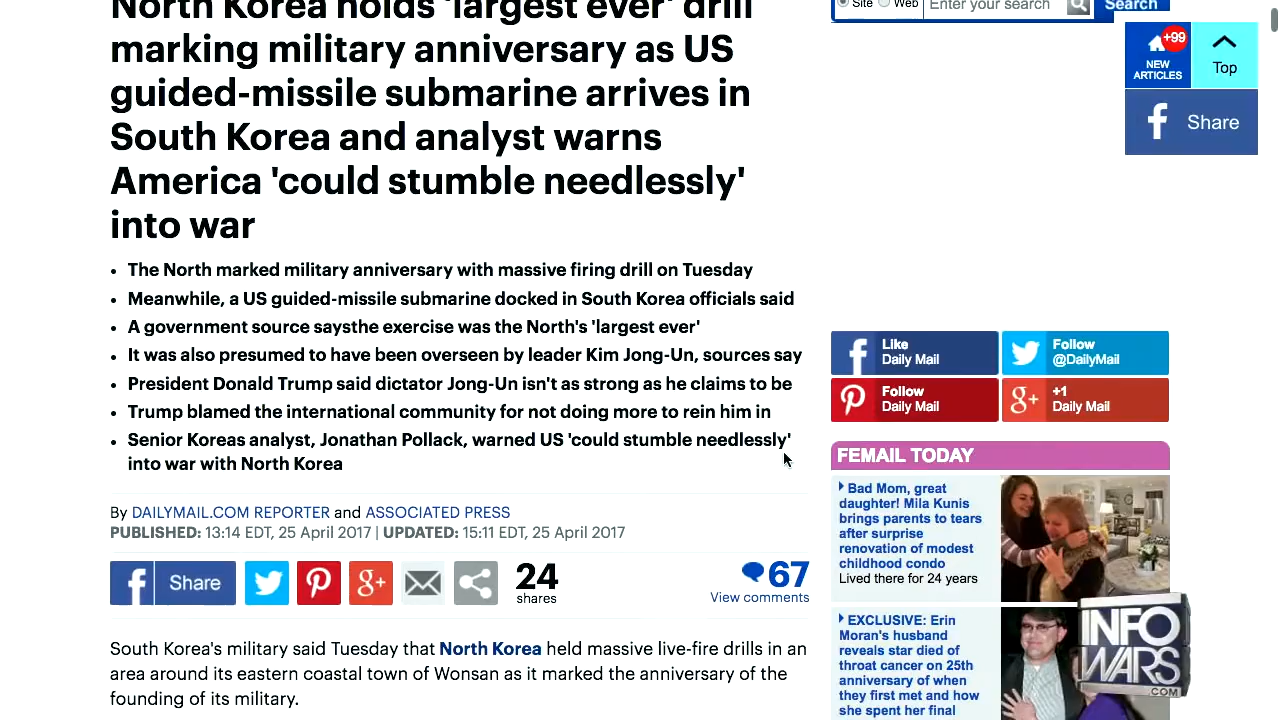 North Korea holds 'largest ever' drill
marking military anniversary as US
guided-missile submarine arrives in
South Korea and analyst warns
America 'could stumble needlessly'
into war
• The North marked military anniversary with massive firing drill on Tuesday
• Meanwhile, a US guided-missile submarine docked in South Korea officials said
• A government source saysthe exercise was the North's 'largest ever'
• It was also presumed to have been overseen by leader Kim Jong-Un, sources say
• President Donald Trump said dictator Jong-Un isn't as strong as he claims to be
• Trump blamed the international community for not doing more to rein him in
• Senior Koreas analyst, Jonathan Pollack, warned US 'could stumble needlessly'
into war with North Korea
By DAILYMAIL.COM REPORTER and ASSOCIATED PRESS
PUBLISHED: 13:14 EDT, 25 April 2017 | UPDATED: 15:11 EDT, 25 April 2017
Share
24
shares
67
View comments
South Korea's military said Tuesday that North Korea held massive live-fire drills in an
area around its eastern coastal town of Wonsan as it marked the anniversary of the
founding of its military.
Site Web Enter your search Search
+99
NEW
ARTICLES
Top
Share
Like
Daily Mail
Follow
@DailyMail
Follow
Daily Mail
+1
Daily Mail
FEMAIL TODAY
Bad Mom, great
daughter! Mila Kunis
brings parents to tears
after surprise
renovation of modest
childhood condo
Lived there for 24 years
EXCLUSIVE: Erin
Moran's husband
reveals star died of
throat cancer on 25th
anniversary of when
they first met and how
she spent her final
INFO
WARS
.COM